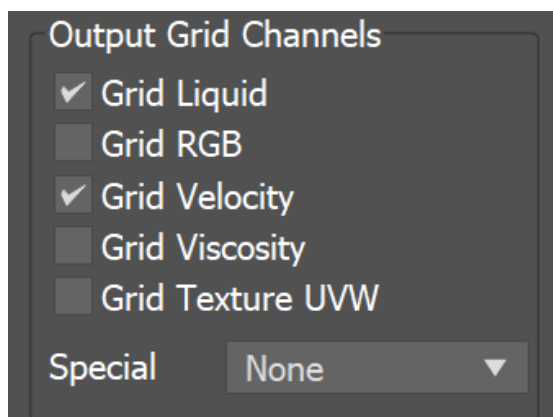 Output Grid Channels
Grid Liquid
Grid RGB
Grid Velocity
Grid Viscosity
Grid Texture UVW
Special None